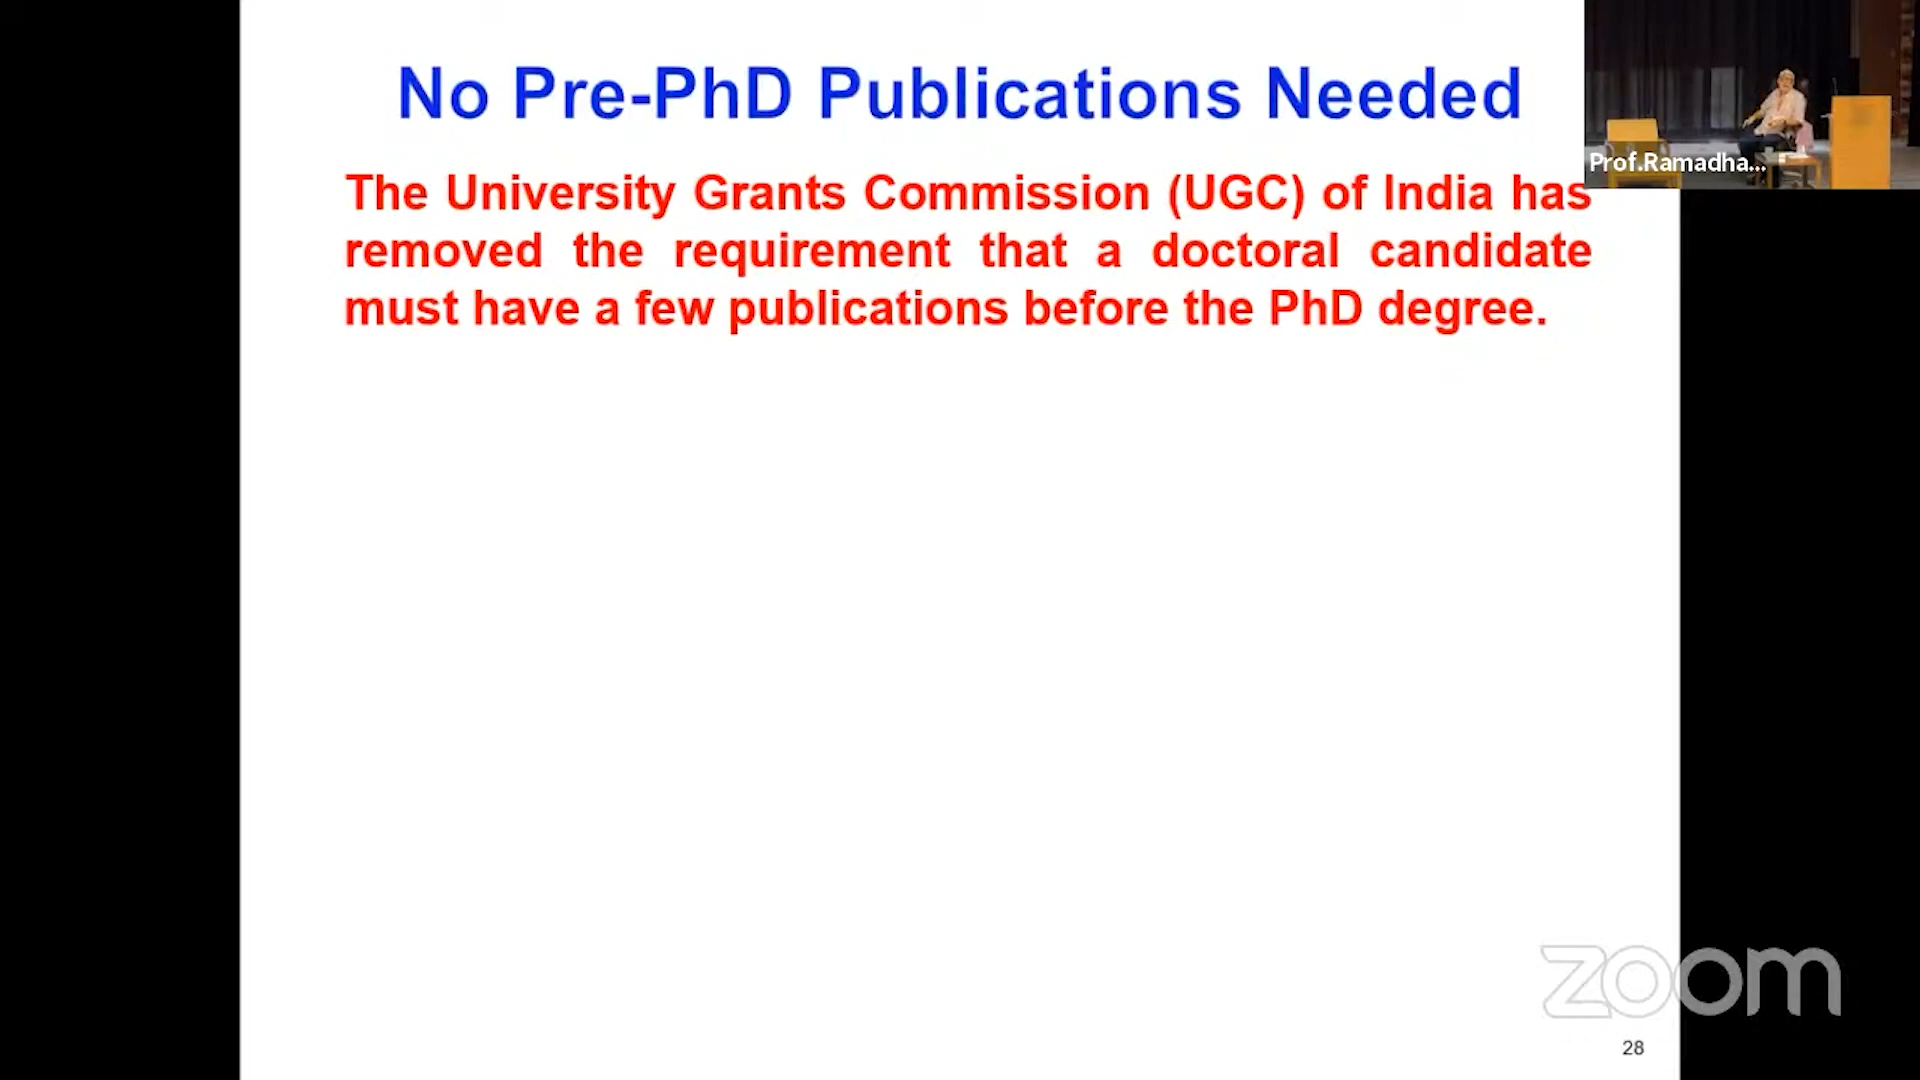 No Pre-PhD Publications Needed
Prof.Ramadha...
The University Grants Commission (UGC) of India has
removed the requirement that a doctoral candidate
must have a few publications before the PhD degree.
zoom
28